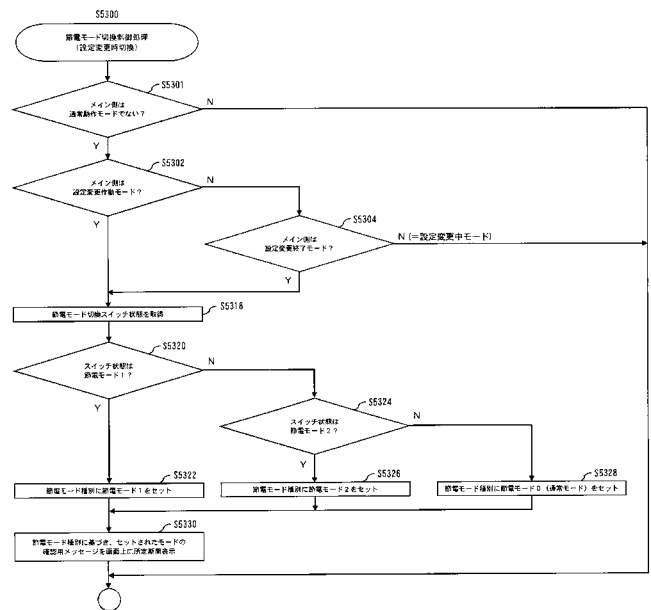 S5300
節電モード切換制御処理
(設定変更時切換)
S5301
メイン側は
通常動作モードでない?
N
Y
S5302
メイン側は
設定変更作動モード?
N
Y
S5304
メイン側は
設定変更終了モード?
N (=設定変更中モード)
Y
S5318
節電モード切換スイッチ状態を取得
S5320
スイッチ状態は
節電モード1?
N
Y
S5324
スイッチ状態は
節電モード2?
N
Y
S5322
節電モード種別に節電モード1をセット
S5326
節電モード種別に節電モード2をセット
S5328
節電モード種別に節電モード0 (通常モード) をセット
S5330
節電モード種別に基づき、セットされたモードの
確認用メッセージを画面上に所定期間表示